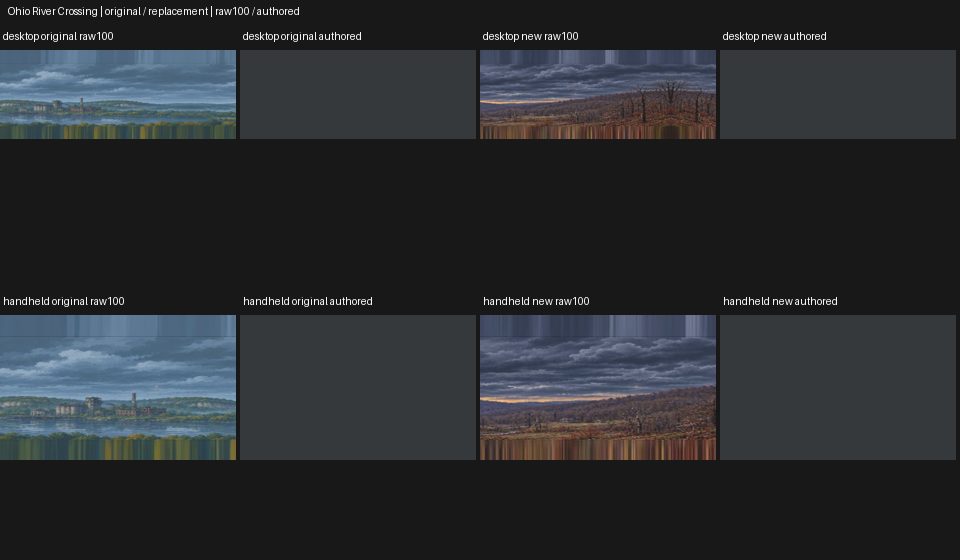 Ohio River Crossing | original / replacement | raw100 / authored
desktop original raw100
desktop original authored
desktop new raw100
desktop new authored
handheld original raw100
handheld original authored
handheld new raw100
handheld new authored